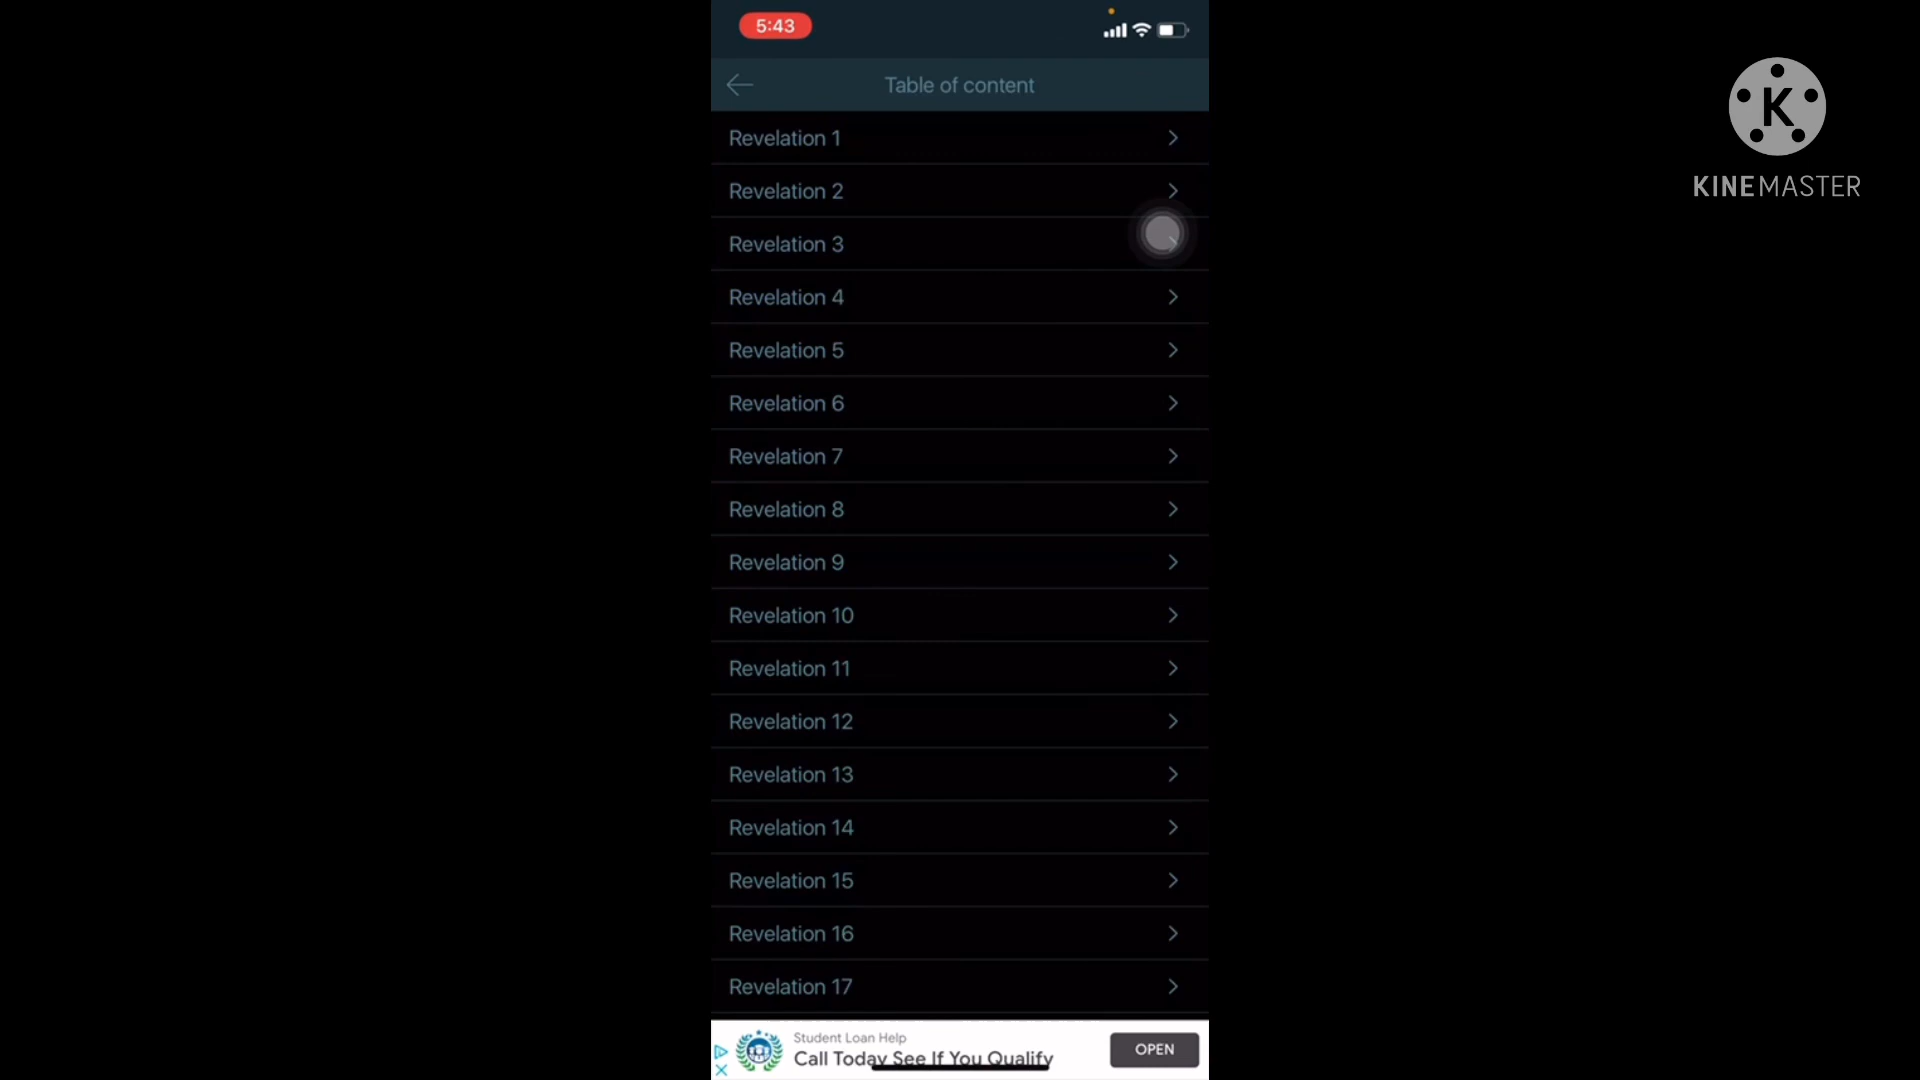 5:43
Table of content
Revelation 1
Revelation 2
Revelation 3
Revelation 4
Revelation 5
Revelation 6
Revelation 7
Revelation 8
Revelation 9
Revelation 10
Revelation 11
Revelation 12
Revelation 13
Revelation 14
Revelation 15
Revelation 16
Revelation 17
Student Loan Help
Call Today See If You Qualify
OPEN
K
KINEMASTER